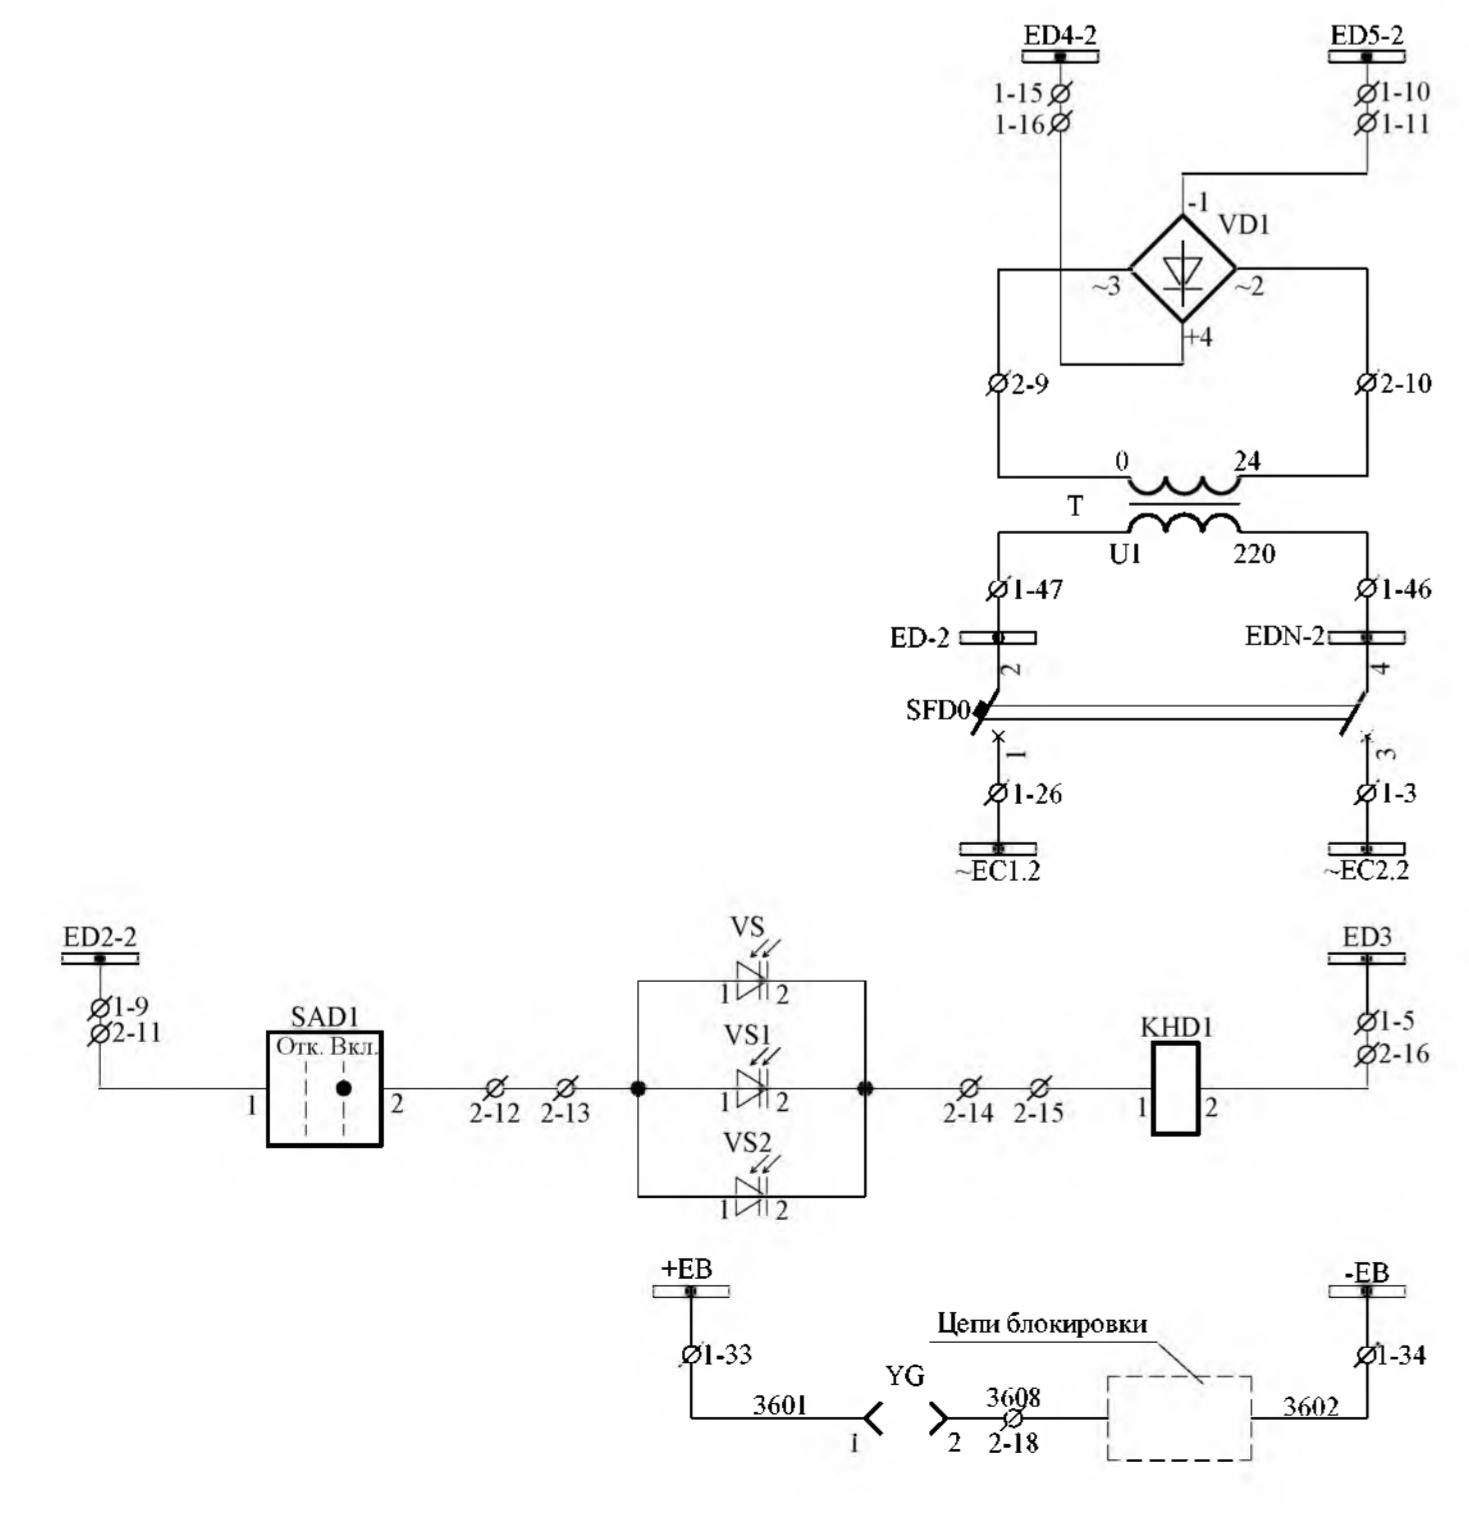 ED4-2 ED5-2
1-15 1-10
1-16 1-11
-1
VD1
~3 ~2
+4
2-9 2-10
0 24
T
U1 220
1-47 1-46
ED-2 EDN-2
2 4
SFD0
1 3
1-26 1-3
~EC1.2 ~EC2.2
VS
ED2-2 ED3
1 2
1-9 SAD1 1-5
2-11 VS1 KHD1
Отк. Вкл. 2-16
1 2 2-12 2-13 1 2 2-14 2-15 1 2
VS2
1 2
+EB -EB
Цепи блокировки
1-33 1-34
YG
3601 3608 3602
1 2 2-18